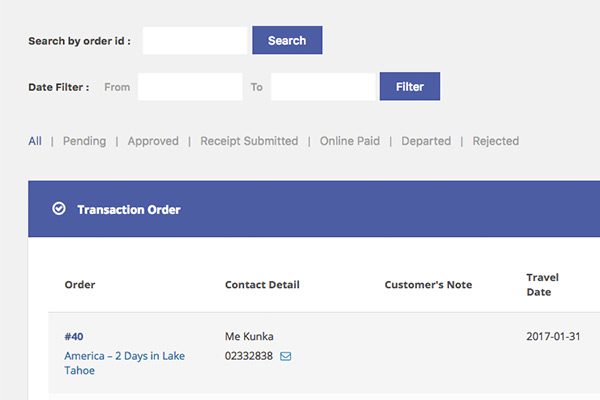 Search by order id : Search
Date Filter : From To Filter
All | Pending | Approved | Receipt Submitted | Online Paid | Departed | Rejected
Transaction Order
Order Contact Detail Customer's Note Travel Date
#40 Me Kunka 2017-01-31
America – 2 Days in Lake Tahoe 02332838